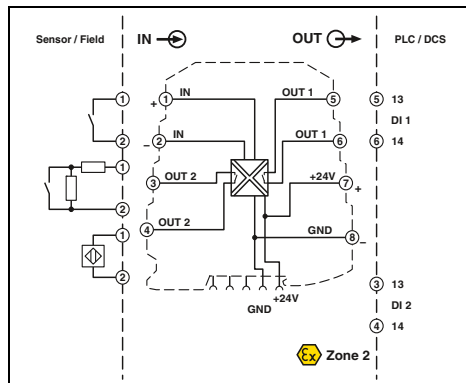 Sensor / Field
IN
OUT
PLC / DCS
1
2
1
2
1
2
+ 1 IN
− 2 IN
3 OUT 2
4 OUT 2
OUT 1 5
OUT 1 6
+24V 7 +
GND 8 −
GND
+24V
5 13
DI 1
6 14
3 13
DI 2
4 14
Ex Zone 2